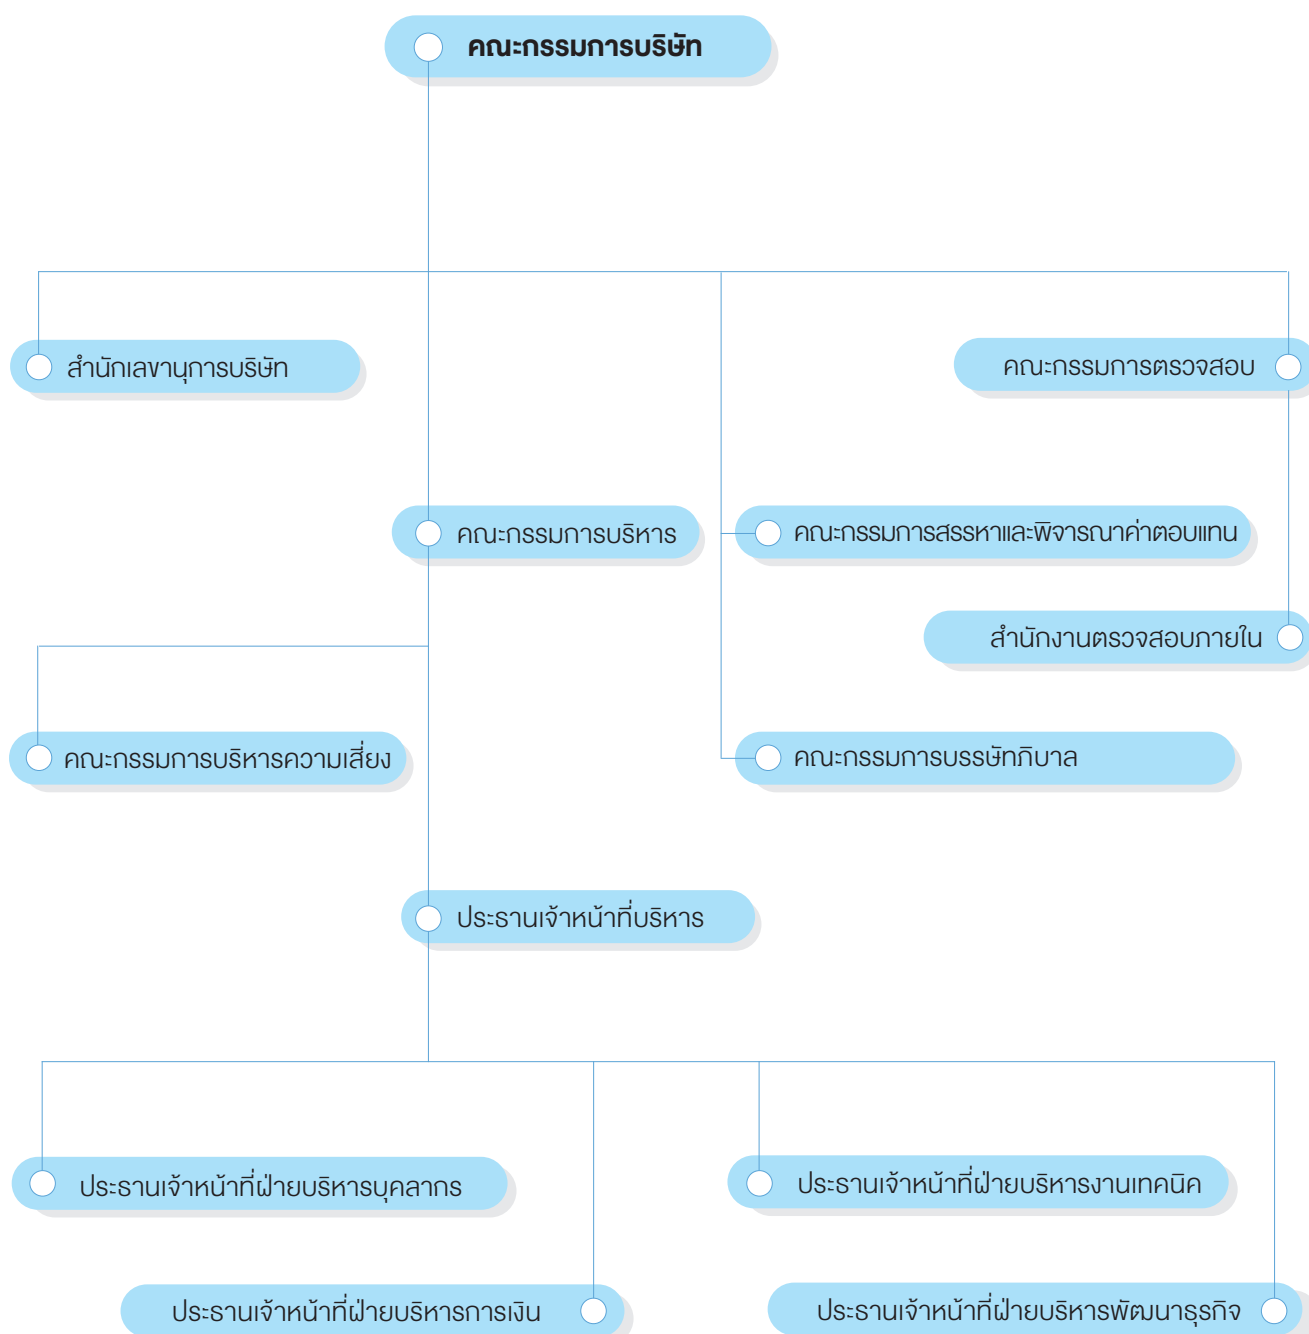 คณะกรรมการบริษัท
สำนักเลขานุการบริษัท
คณะกรรมการตรวจสอบ
คณะกรรมการบริหาร
คณะกรรมการสรรหาและพิจารณาค่าตอบแทน
สำนักงานตรวจสอบภายใน
คณะกรรมการบริหารความเสี่ยง
คณะกรรมการบรรษัทภิบาล
ประธานเจ้าหน้าที่บริหาร
ประธานเจ้าหน้าที่ฝ่ายบริหารบุคลากร
ประธานเจ้าหน้าที่ฝ่ายบริหารงานเทคนิค
ประธานเจ้าหน้าที่ฝ่ายบริหารการเงิน
ประธานเจ้าหน้าที่ฝ่ายบริหารพัฒนาธุรกิจ